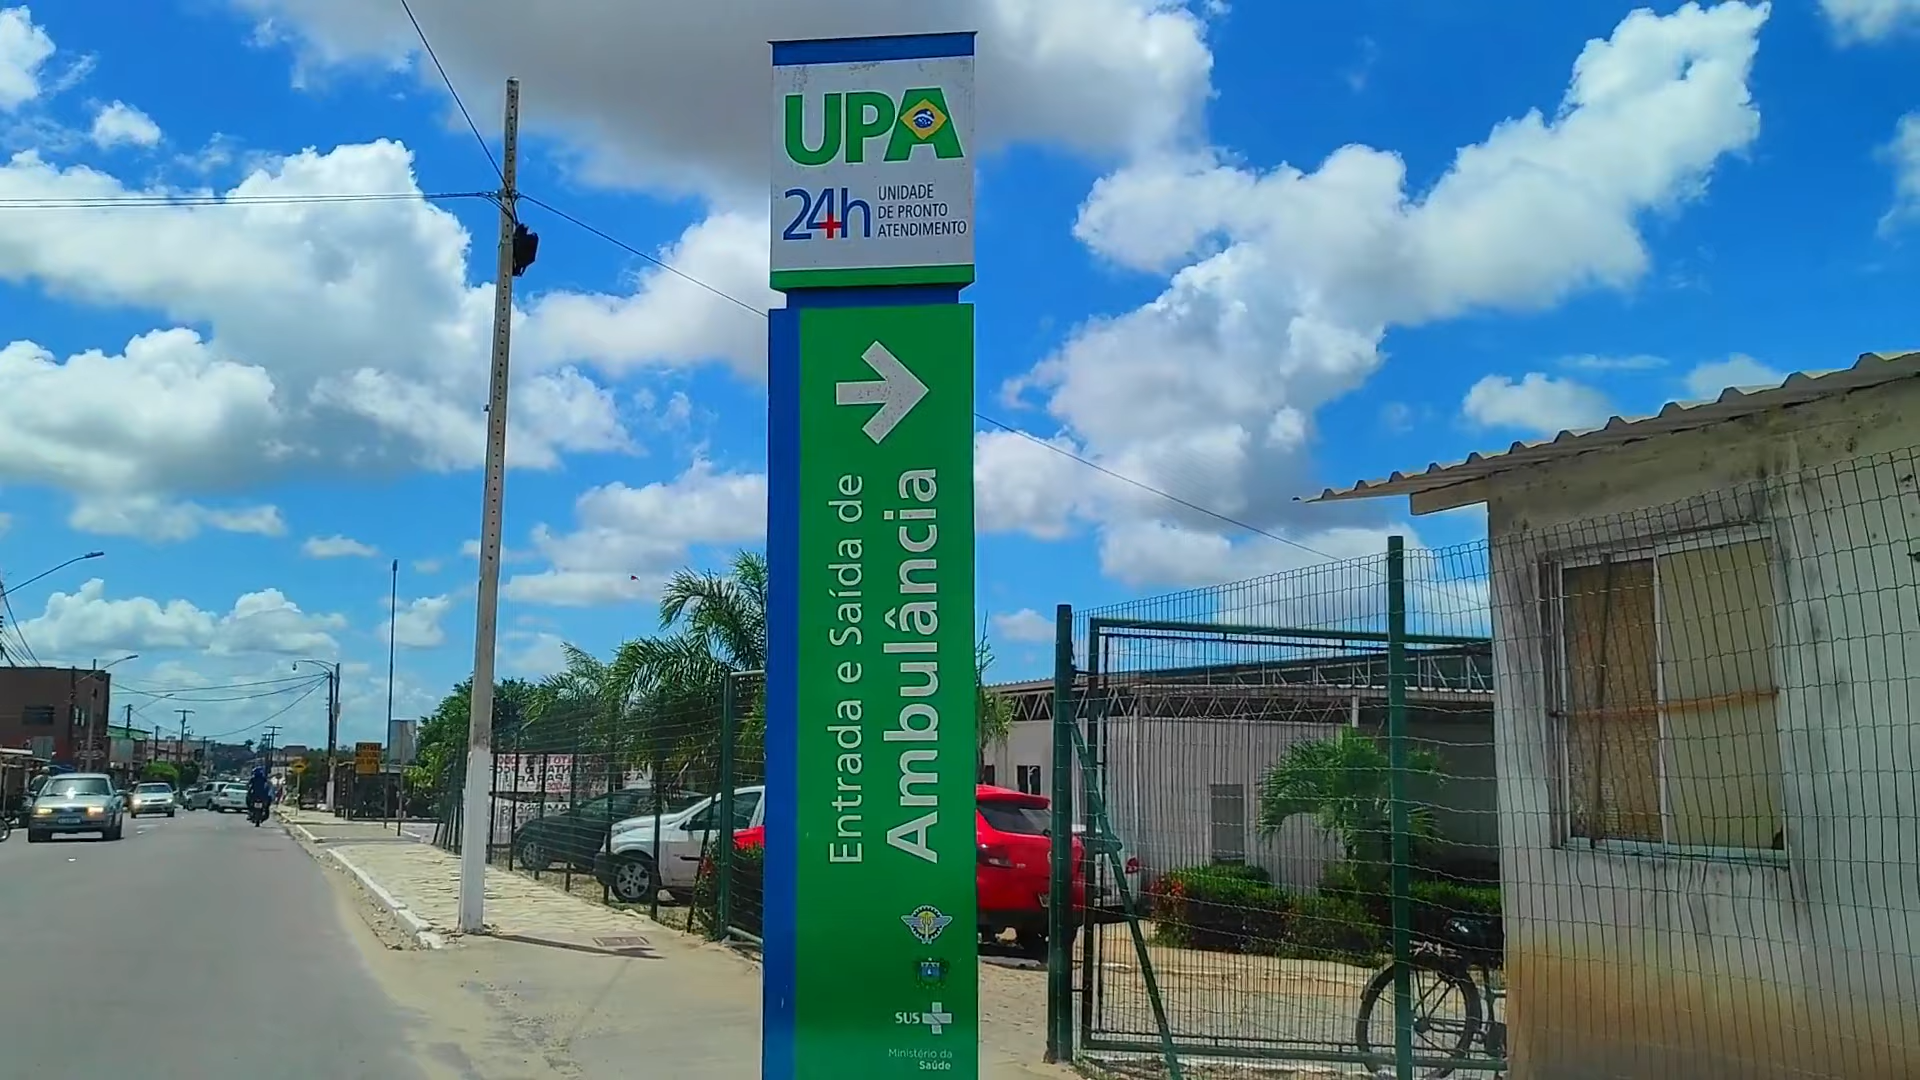 UPA
24h
UNIDADE
DE PRONTO
ATENDIMENTO
Entrada e Saída de
Ambulância
SUS
Ministério da
Saúde